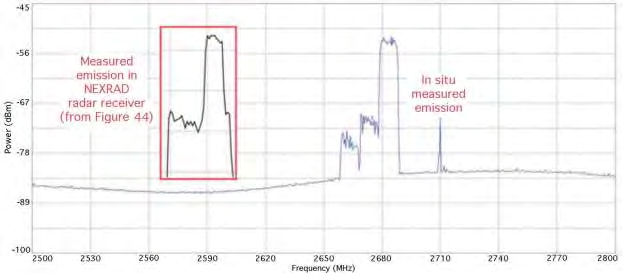 -45
-56
-67
-78
-89
-100
Power (dBm)
Measured
emission in
NEXRAD
radar receiver
(from Figure 44)
In situ
measured
emission
2500
2530
2560
2590
2620
2650
2680
2710
2740
2770
2800
Frequency (MHz)